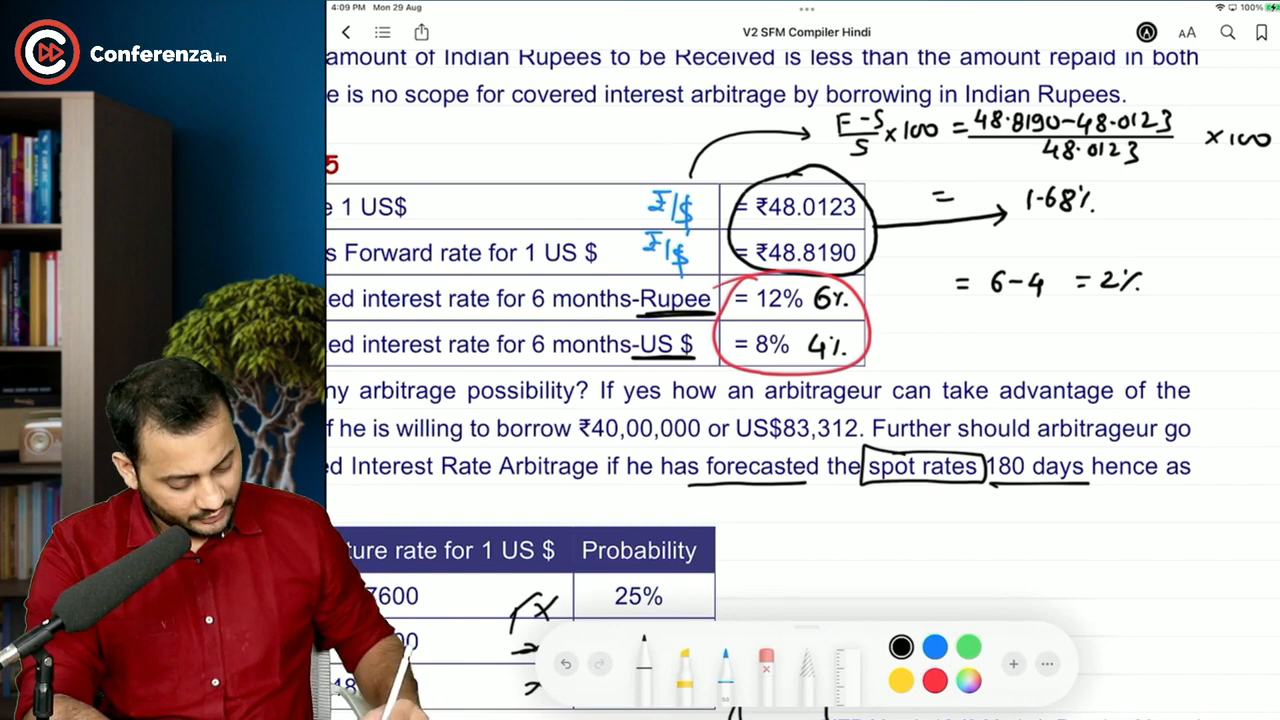 4:09 PM Mon 29 Aug
100%
Conferenza.in
V2 SFM Compiler Hindi
AA
amount of Indian Rupees to be Received is less than the amount repaid in both
e is no scope for covered interest arbitrage by borrowing in Indian Rupees.
F-S/S ×100 = 48.8190-48.0123/48.0123 ×100
5
e 1 US$ ₹/$ = ₹48.0123
= 1.68%
s Forward rate for 1 US $ ₹/$ = ₹48.8190
= 6-4 = 2%
ed interest rate for 6 months-Rupee = 12% 6%
ed interest rate for 6 months-US $ = 8% 4%
ny arbitrage possibility? If yes how an arbitrageur can take advantage of the
f he is willing to borrow ₹40,00,000 or US$83,312. Further should arbitrageur go
d Interest Rate Arbitrage if he has forecasted the spot rates 180 days hence as
ture rate for 1 US $ Probability
7600 25%
48